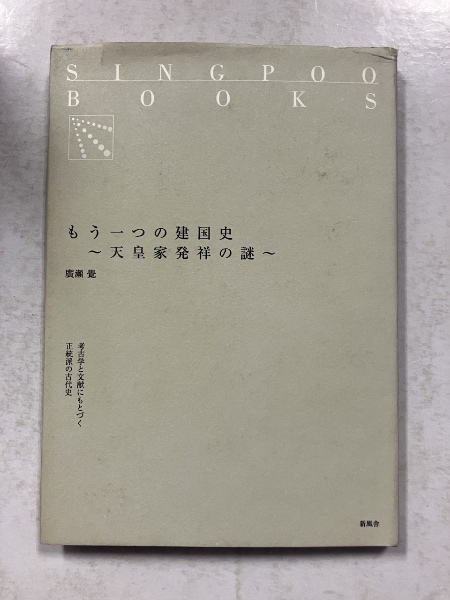 SINGPOO
BOOKS
もう一つの建国史
～天皇家発祥の謎～
廣瀬 覺
考古学と文献にもとづく
正統派の古代史
新風舎